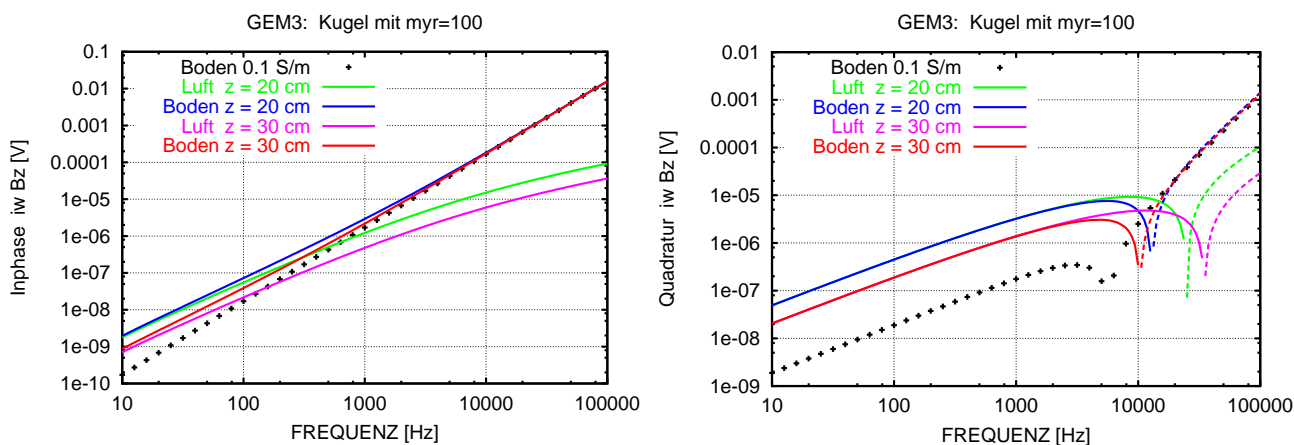 GEM3: Kugel mit myr=100
Inphase iw Bz [V]
0.1
0.01
0.001
0.0001
1e-05
1e-06
1e-07
1e-08
1e-09
1e-10
Boden 0.1 S/m
Luft z = 20 cm
Boden z = 20 cm
Luft z = 30 cm
Boden z = 30 cm
10 100 1000 10000 100000
FREQUENZ [Hz]
GEM3: Kugel mit myr=100
Quadratur iw Bz [V]
0.01
0.001
0.0001
1e-05
1e-06
1e-07
1e-08
1e-09
Boden 0.1 S/m
Luft z = 20 cm
Boden z = 20 cm
Luft z = 30 cm
Boden z = 30 cm
10 100 1000 10000 100000
FREQUENZ [Hz]